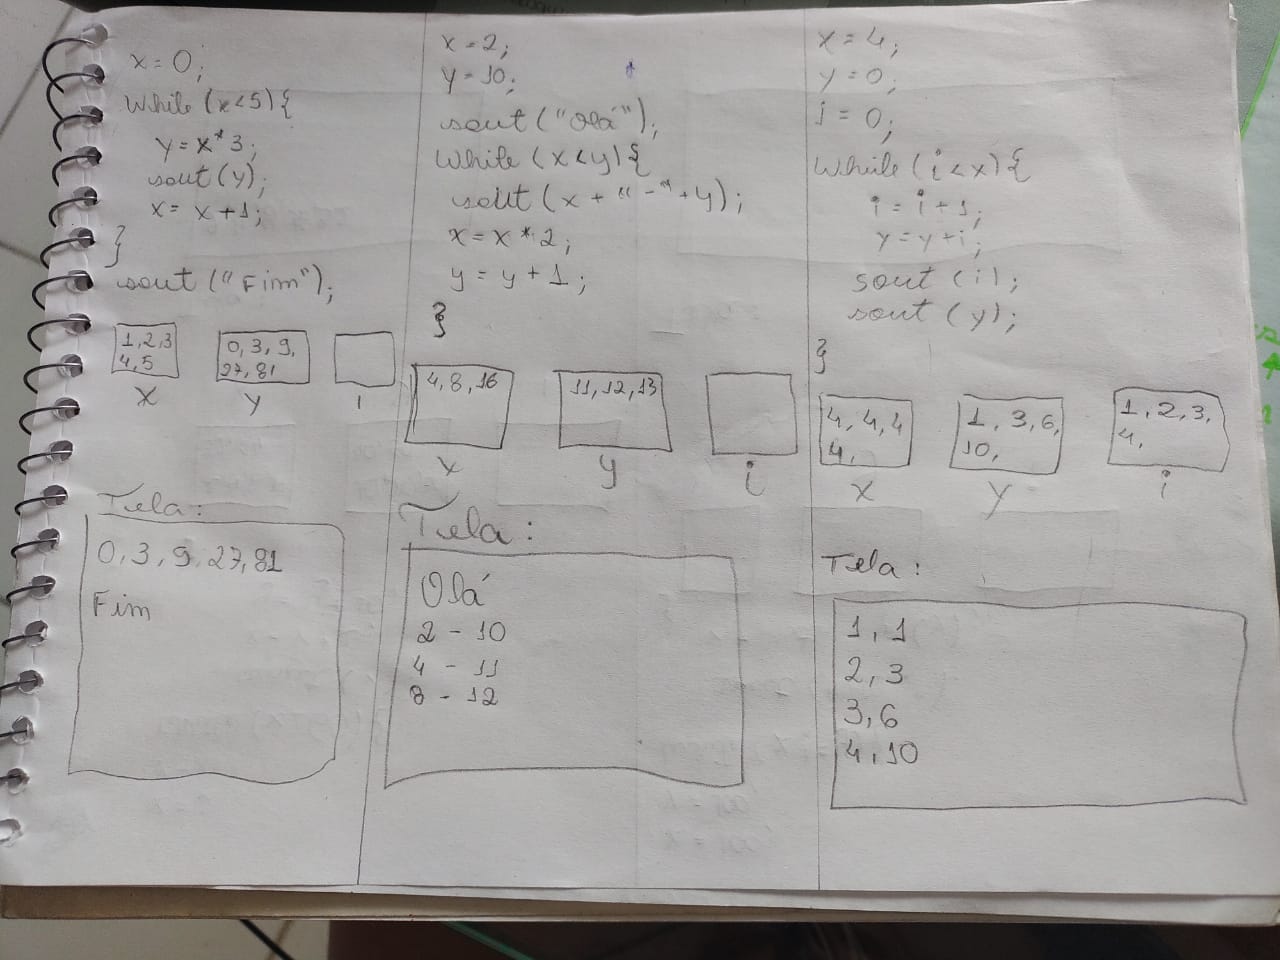 x = 0;
while (x<5) {
y = x * 3;
sout (y);
x = x + 1;
}
sout ("Fim");
1, 2, 3
4, 5
x
0, 3, 9,
27, 81
y
i
Tela:
0, 3, 9, 27, 81
Fim
x = 2;
y = 10;
sout ("Olá");
while (x < y) {
sout (x + "-" + y);
x = x * 2;
y = y + 1;
}
4, 8, 16
x
11, 12, 13
y
i
Tela:
Olá
2 - 10
4 - 11
8 - 12
x = 4;
y = 0;
i = 0;
while (i < x) {
i = i + 1;
y = y + i;
sout (i);
sout (y);
}
4, 4, 4
4,
x
1, 3, 6,
10,
y
1, 2, 3,
4,
i
Tela:
1, 1
2, 3
3, 6
4, 10